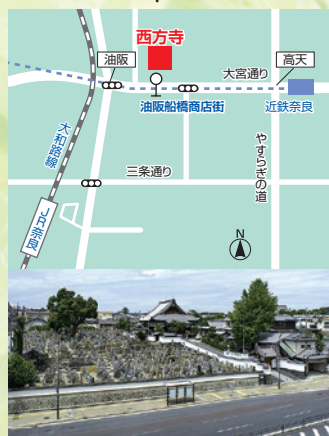 西方寺
油阪
高天
大宮通り
油阪船橋商店街
近鉄奈良
大和路線
三条通り
やすらぎの道
JR奈良
N